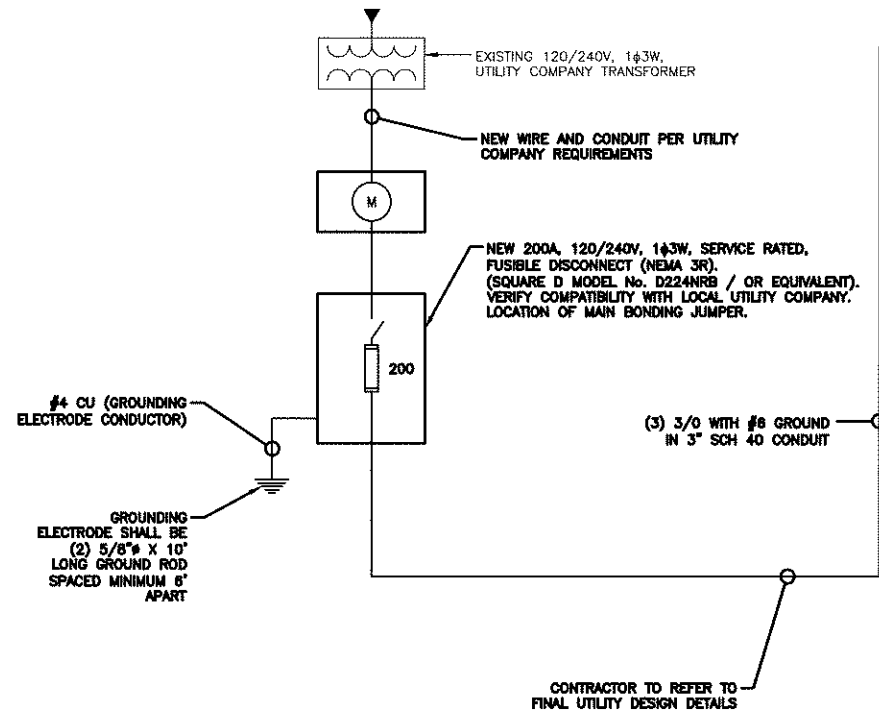 EXISTING 120/240V, 1ϕ3W,
UTILITY COMPANY TRANSFORMER
NEW WIRE AND CONDUIT PER UTILITY
COMPANY REQUIREMENTS
M
NEW 200A, 120/240V, 1ϕ3W, SERVICE RATED,
FUSIBLE DISCONNECT (NEMA 3R).
(SQUARE D MODEL No. D224NRB / OR EQUIVALENT).
VERIFY COMPATIBILITY WITH LOCAL UTILITY COMPANY.
LOCATION OF MAIN BONDING JUMPER.
200
#4 CU (GROUNDING
ELECTRODE CONDUCTOR)
(3) 3/0 WITH #6 GROUND
IN 3" SCH 40 CONDUIT
GROUNDING
ELECTRODE SHALL BE
(2) 5/8"ø X 10'
LONG GROUND ROD
SPACED MINIMUM 6'
APART
CONTRACTOR TO REFER TO
FINAL UTILITY DESIGN DETAILS